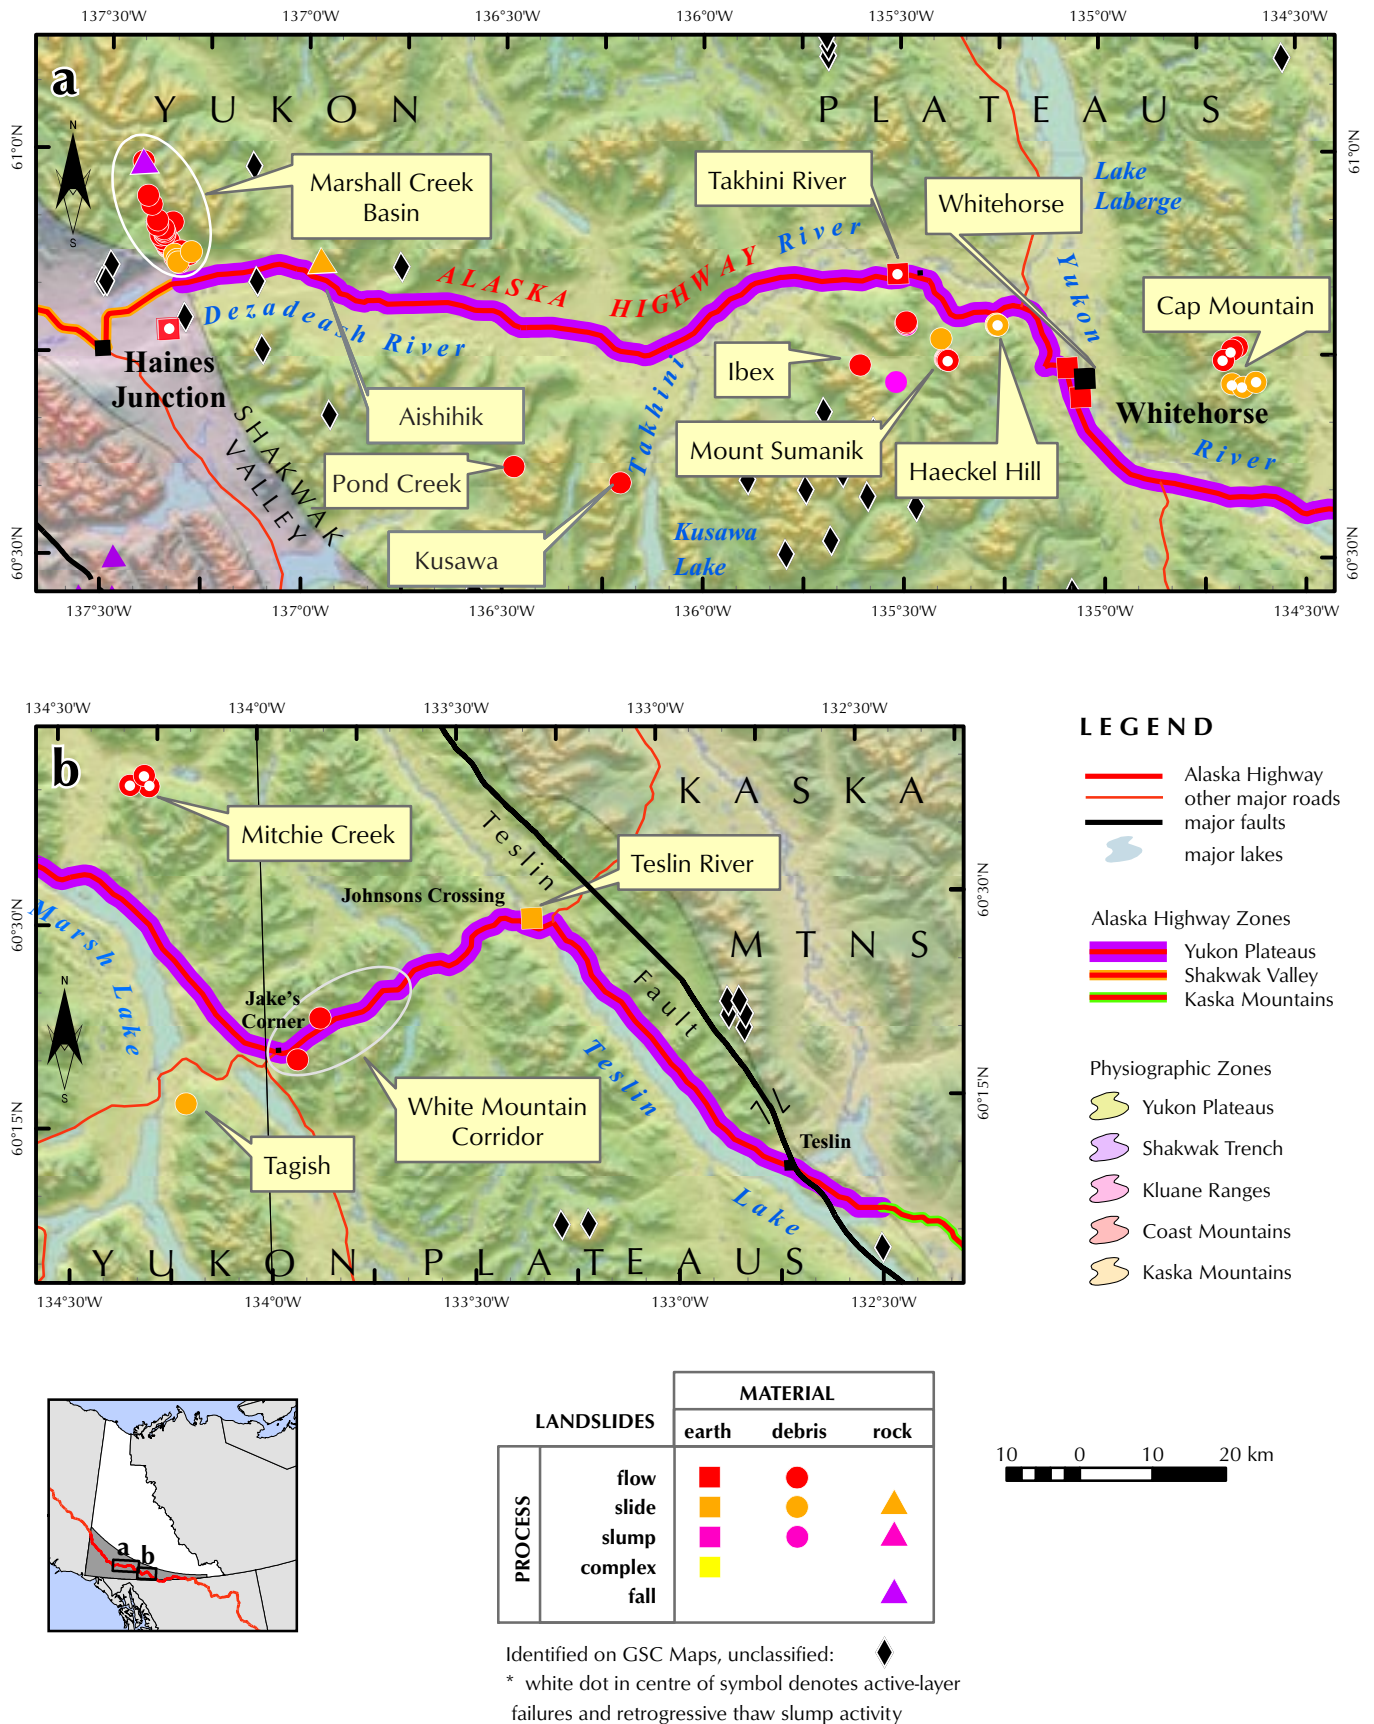 137°30'W 137°0'W 136°30'W 136°0'W 135°30'W 135°0'W 134°30'W
a
YUKON PLATEAUS
N
S
61°0'N
61°0'N
Marshall Creek
Basin
Takhini River
Whitehorse
Lake
Laberge
ALASKA HIGHWAY
River
Yukon
Cap Mountain
Dezadeash River
Haines
Junction
Ibex
Whitehorse
River
Aishihik
Takhini
Mount Sumanik
Haeckel Hill
SHAKWAK
VALLEY
Pond Creek
Kusawa
Kusawa
Lake
60°30'N
60°30'N
137°30'W 137°0'W 136°30'W 136°0'W 135°30'W 135°0'W 134°30'W
134°30'W 134°0'W 133°30'W 133°0'W 132°30'W
b
KASKA
MTNS
Mitchie Creek
Teslin
Fault
Teslin River
Johnsons Crossing
60°30'N
60°30'N
Marsh Lake
N
S
Jake's
Corner
White Mountain
Corridor
Teslin
Lake
Teslin
Tagish
60°15'N
60°15'N
YUKON PLATEAUS
134°30'W 134°0'W 133°30'W 133°0'W 132°30'W
LEGEND
Alaska Highway
other major roads
major faults
major lakes
Alaska Highway Zones
Yukon Plateaus
Shakwak Valley
Kaska Mountains
Physiographic Zones
Yukon Plateaus
Shakwak Trench
Kluane Ranges
Coast Mountains
Kaska Mountains
a b
MATERIAL
LANDSLIDES earth debris rock
PROCESS
flow
slide
slump
complex
fall
10 0 10 20 km
Identified on GSC Maps, unclassified:
* white dot in centre of symbol denotes active-layer
failures and retrogressive thaw slump activity